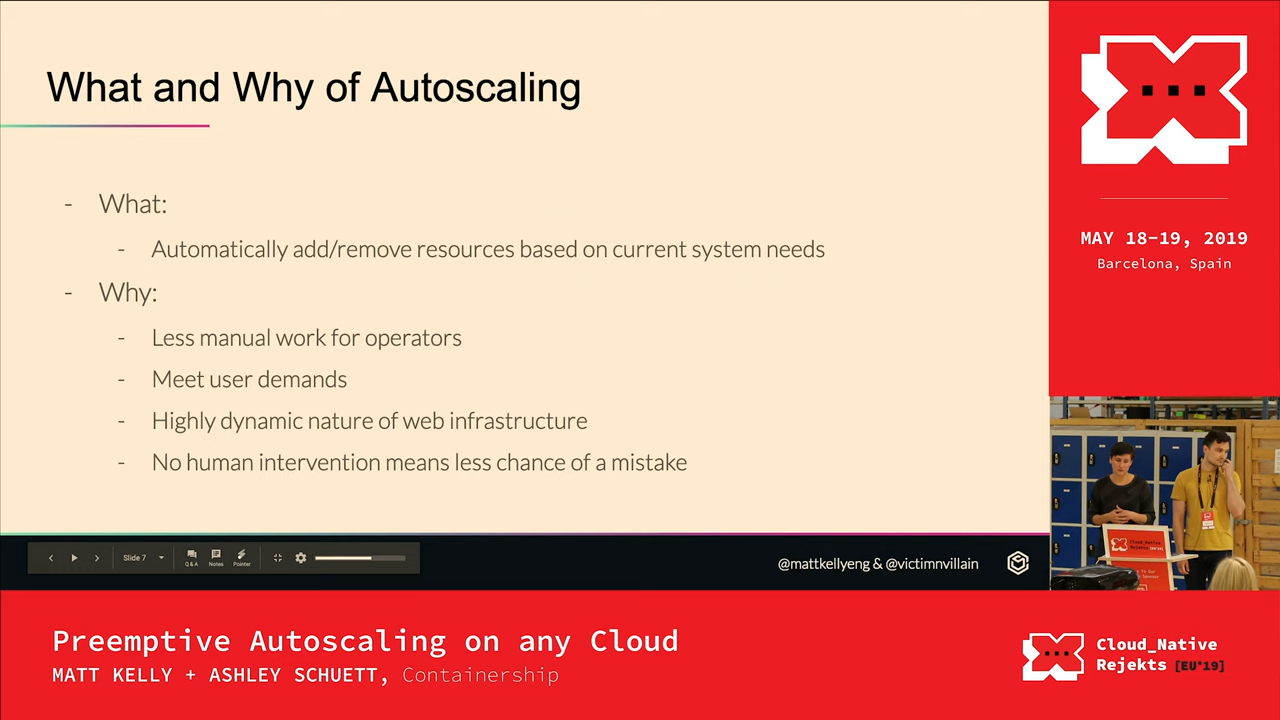 What and Why of Autoscaling
- What:
- Automatically add/remove resources based on current system needs
- Why:
- Less manual work for operators
- Meet user demands
- Highly dynamic nature of web infrastructure
- No human intervention means less chance of a mistake
Slide 7
Q & A
Notes
Pointer
@mattkellyeng & @victimnvillain
MAY 18-19, 2019
Barcelona, Spain
Cloud_Native
Rejekts
Preemptive Autoscaling on any Cloud
MATT KELLY + ASHLEY SCHUETT, Containership
Cloud_Native
Rejekts [EU*19]